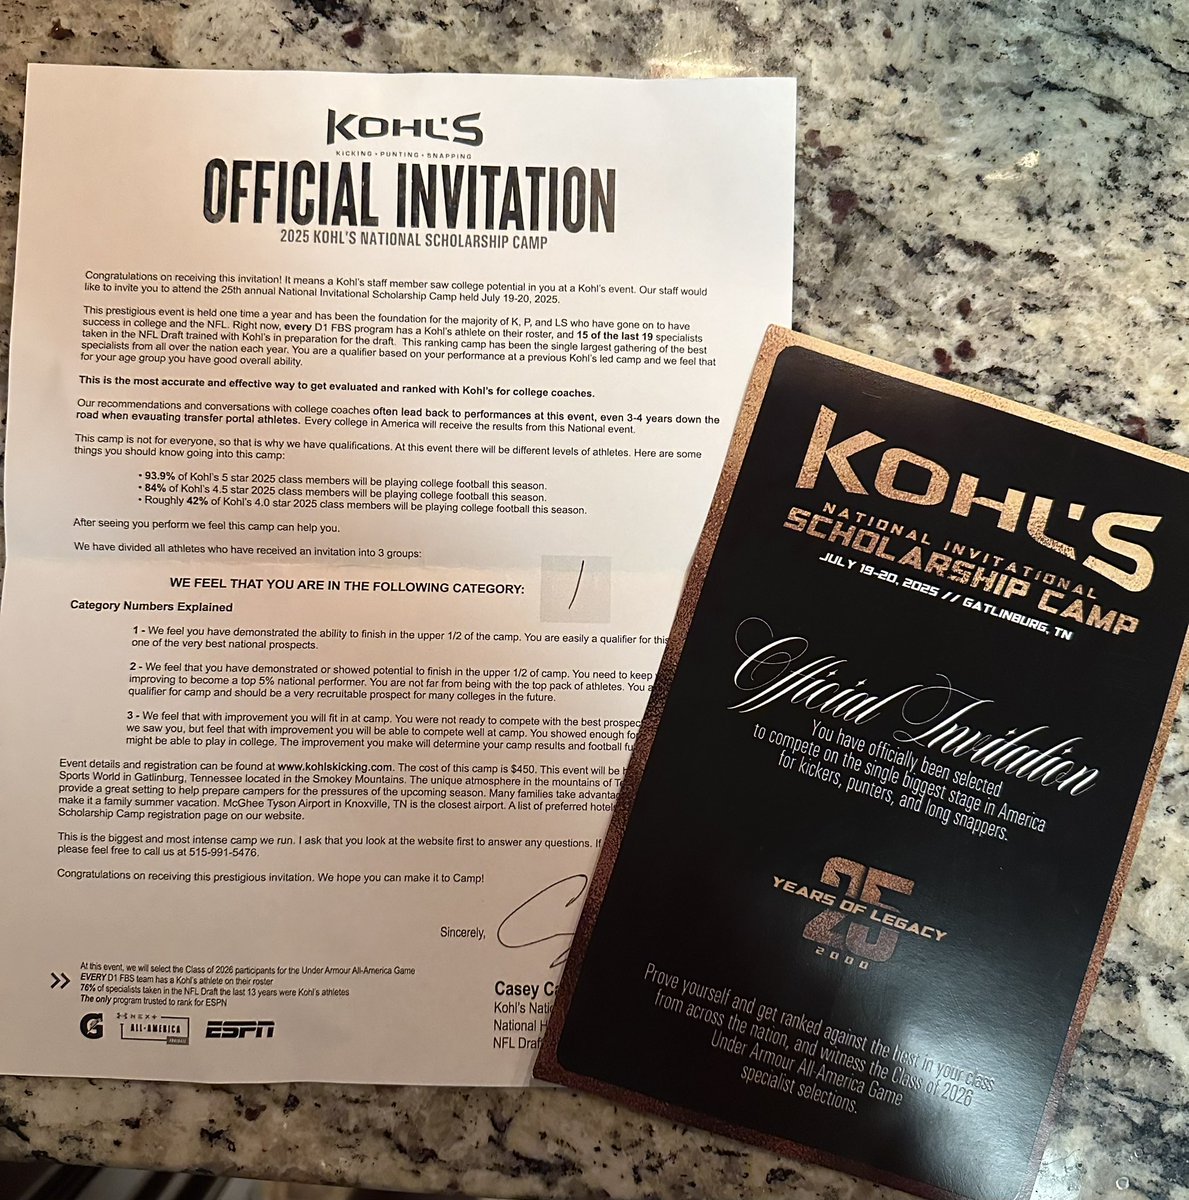 KOHL'S
KICKING • PUNTING • SNAPPING
OFFICIAL INVITATION
2025 KOHL'S NATIONAL SCHOLARSHIP CAMP
Congratulations on receiving this invitation! It means a Kohl's staff member saw college potential in you at a Kohl's event. Our staff would
like to invite you to attend the 25th annual National Invitational Scholarship Camp held July 19-20, 2025.
This prestigious event is held one time a year and has been the foundation for the majority of K, P, and LS who have gone on to have
success in college and the NFL. Right now, every D1 FBS program has a Kohl's athlete on their roster, and 15 of the last 19 specialists
taken in the NFL Draft trained with Kohl's in preparation for the draft. This ranking camp has been the single largest gathering of the best
specialists from all over the nation each year. You are a qualifier based on your performance at a previous Kohl's led camp and we feel that
for your age group you have good overall ability.
This is the most accurate and effective way to get evaluated and ranked with Kohl's for college coaches.
Our recommendations and conversations with college coaches often lead back to performances at this event, even 3-4 years down the
road when evauating transfer portal athletes. Every college in America will receive the results from this National event.
This camp is not for everyone, so that is why we have qualifications. At this event there will be different levels of athletes. Here are some
things you should know going into this camp:
• 93.9% of Kohl's 5 star 2025 class members will be playing college football this season.
• 84% of Kohl's 4.5 star 2025 class members will be playing college football this season.
• Roughly 42% of Kohl's 4.0 star 2025 class members will be playing college football this season.
After seeing you perform we feel this camp can help you.
We have divided all athletes who have received an invitation into 3 groups:
WE FEEL THAT YOU ARE IN THE FOLLOWING CATEGORY: 1
Category Numbers Explained
1 - We feel you have demonstrated the ability to finish in the upper 1/2 of the camp. You are easily a qualifier for this
one of the very best national prospects.
2 - We feel that you have demonstrated or showed potential to finish in the upper 1/2 of camp. You need to keep
improving to become a top 5% national performer. You are not far from being with the top pack of athletes. You
qualifier for camp and should be a very recruitable prospect for many colleges in the future.
3 - We feel that with improvement you will fit in at camp. You were not ready to compete with the best
we saw you, but feel that with improvement you will be able to compete well at camp. You showed enough
might be able to play in college. The improvement you make will determine your camp results and football
Event details and registration can be found at www.kohlskicking.com. The cost of this camp is $450. This event will be
Sports World in Gatlinburg, Tennessee located in the Smokey Mountains. The unique atmosphere in the mountains of
provide a great setting to help prepare campers for the pressures of the upcoming season. Many families take
make it a family summer vacation. McGhee Tyson Airport in Knoxville, TN is the closest airport. A list of preferred
Scholarship Camp registration page on our website.
This is the biggest and most intense camp we run. I ask that you look at the website first to answer any questions. If
please feel free to call us at 515-991-5476.
Congratulations on receiving this prestigious invitation. We hope you can make it to Camp!
Sincerely,
Casey
Kohl's
National
NFL
At this event, we will select the Class of 2026 participants for the Under Armour All-America Game
EVERY D1 FBS team has a Kohl's athlete on their roster
76% of specialists taken in the NFL Draft the last 13 years were Kohl's athletes
The only program trusted to rank for ESPN
G
NEXT
ALL-AMERICA
ESPN
KOHL'S
NATIONAL INVITATIONAL
SCHOLARSHIP CAMP
JULY 19-20, 2025 // GATLINBURG, TN
Official Invitation
You have officially been selected
to compete on the single biggest stage in America
for kickers, punters, and long snappers.
25
YEARS OF LEGACY
2000
Prove yourself and get ranked against the best in your class
from across the nation, and witness the Class of 2026
Under Armour All-America Game
specialist selections.